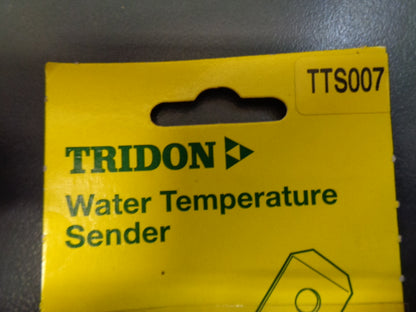 TTS007
TRIDON
Water Temperature
Sender